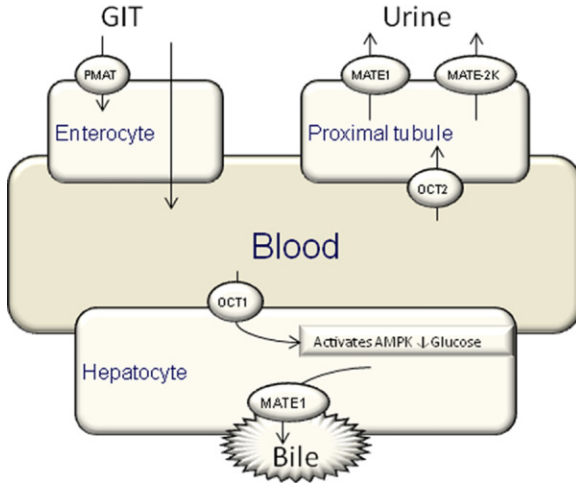 GIT
Urine
PMAT
MATE1
MATE-2K
Enterocyte
Proximal tubule
OCT2
Blood
OCT1
Activates AMPK ↓ Glucose
Hepatocyte
MATE1
Bile